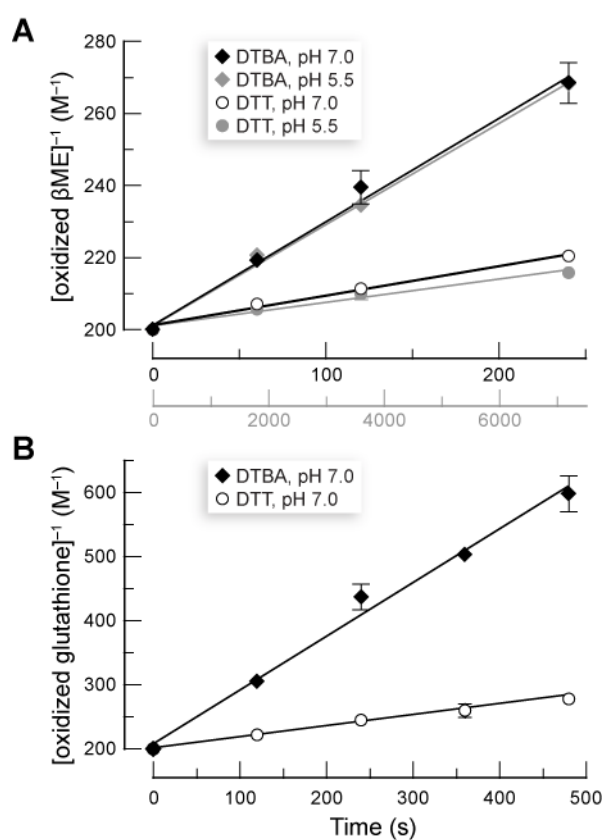 A
[oxidized βME]⁻¹ (M⁻¹)
280
260
240
220
200
DTBA, pH 7.0
DTBA, pH 5.5
DTT, pH 7.0
DTT, pH 5.5
0 100 200
0 2000 4000 6000
B
[oxidized glutathione]⁻¹ (M⁻¹)
600
500
400
300
200
DTBA, pH 7.0
DTT, pH 7.0
0 100 200 300 400 500
Time (s)